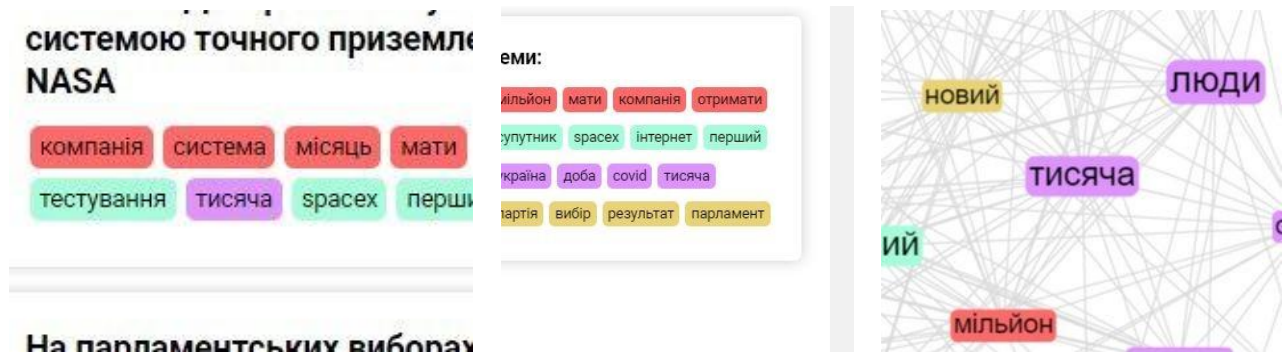 системою точного приземле
NASA
компанія система місяць мати
тестування тисяча spacex перши
На парламентських виборах
еми:
мільйон мати компанія отримати
супутник spacex інтернет перший
україна доба covid тисяча
партія вибір результат парламент
люди
новий
тисяча
ий
мільйон